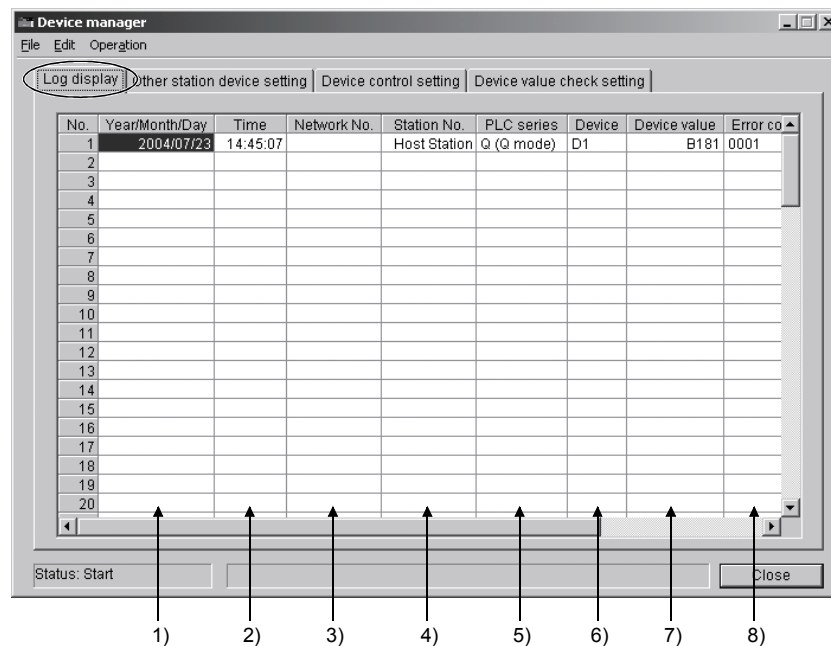 Device manager
File Edit Operation
Log display Other station device setting Device control setting Device value check setting
No. Year/Month/Day Time Network No. Station No. PLC series Device Device value Error co
1 2004/07/23 14:45:07 Host Station Q (Q mode) D1 B181 0001
2
3
4
5
6
7
8
9
10
11
12
13
14
15
16
17
18
19
20
Status: Start Close
1) 2) 3) 4) 5) 6) 7) 8)